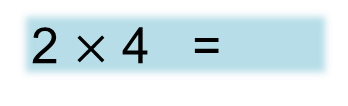 2 × 4 =